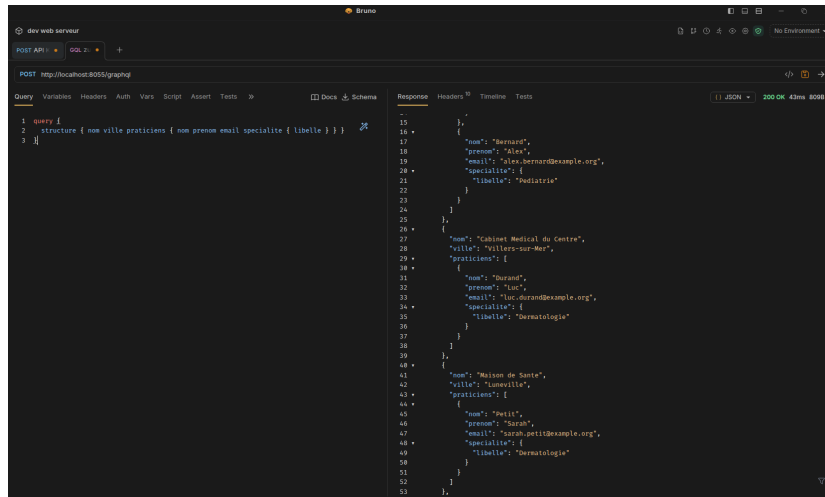 Bruno
dev web serveur
No Environment
POST API
GQL
+
POST http://localhost:8055/graphql
Query Variables Headers Auth Vars Script Assert Tests » Docs Schema
Response Headers 10 Timeline Tests
JSON 200 OK 43ms 809B
1 query {
2 structure { nom ville praticiens { nom prenom email specialite { libelle } } }
3 }
15 },
16 {
17 "nom": "Bernard",
18 "prenom": "Alex",
19 "email": "alex.bernard@example.org",
20 "specialite": {
21 "libelle": "Pediatrie"
22 }
23 }
24 ]
25 },
26 {
27 "nom": "Cabinet Medical du Centre",
28 "ville": "Villers-sur-Mer",
29 "praticiens": [
30 {
31 "nom": "Durand",
32 "prenom": "Luc",
33 "email": "luc.durand@example.org",
34 "specialite": {
35 "libelle": "Dermatologie"
36 }
37 }
38 ]
39 },
40 {
41 "nom": "Maison de Sante",
42 "ville": "Luneville",
43 "praticiens": [
44 {
45 "nom": "Petit",
46 "prenom": "Sarah",
47 "email": "sarah.petit@example.org",
48 "specialite": {
49 "libelle": "Dermatologie"
50 }
51 }
52 ]
53 },